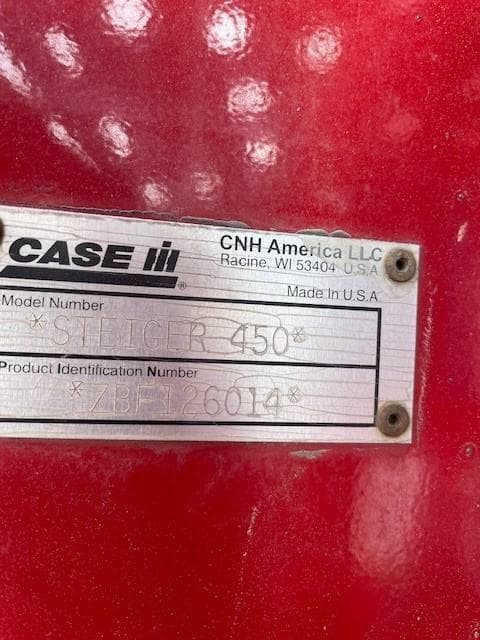 CASE IH
®
CNH America LLC
Racine, WI 53404 U.S.A
Made in U.S.A
Model Number
*STEIGER 450*
Product Identification Number
*ZBF126014*